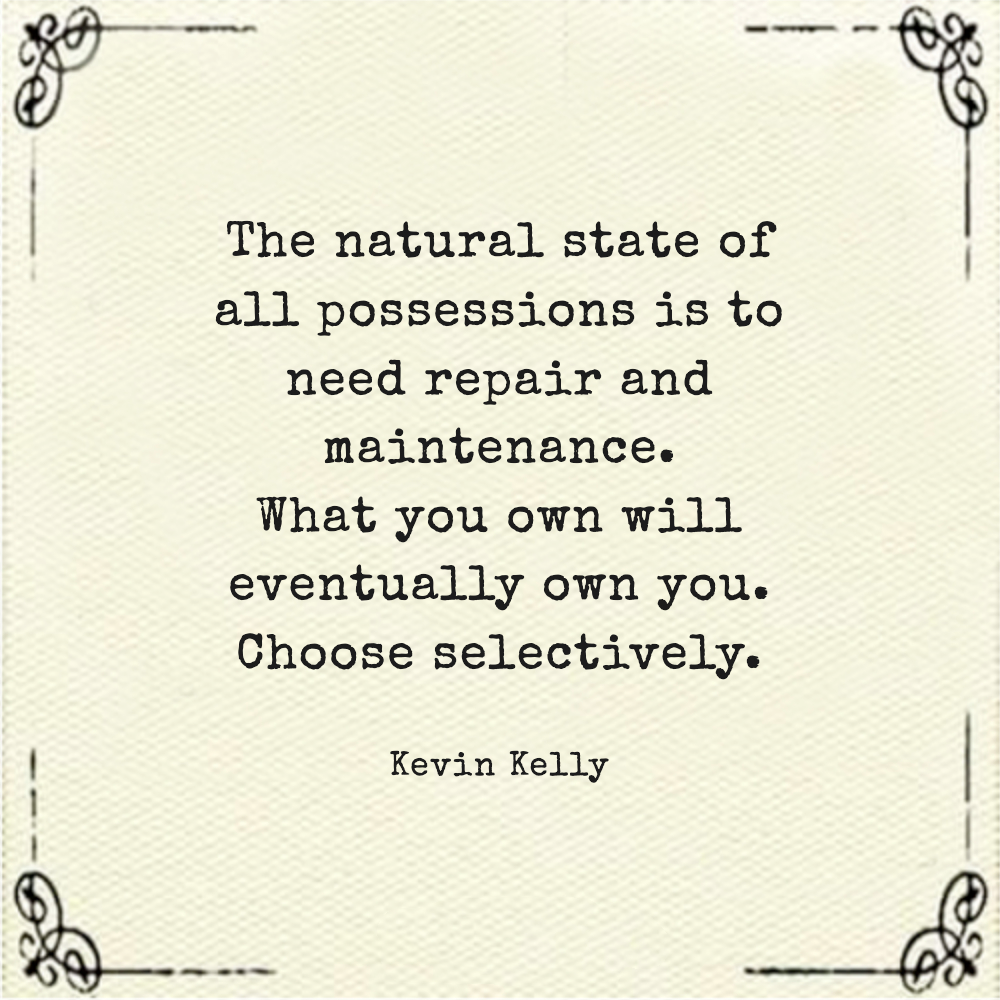 The natural state of
all possessions is to
need repair and
maintenance.
What you own will
eventually own you.
Choose selectively.
Kevin Kelly